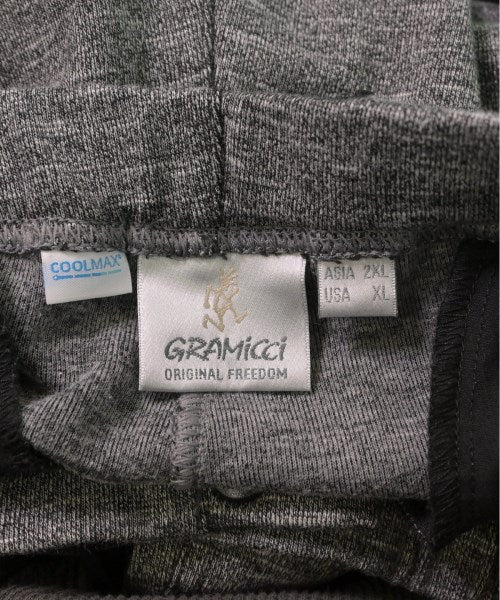 COOLMAX®
GRAMicci
ORIGINAL FREEDOM
ASIA 2XL
USA XL